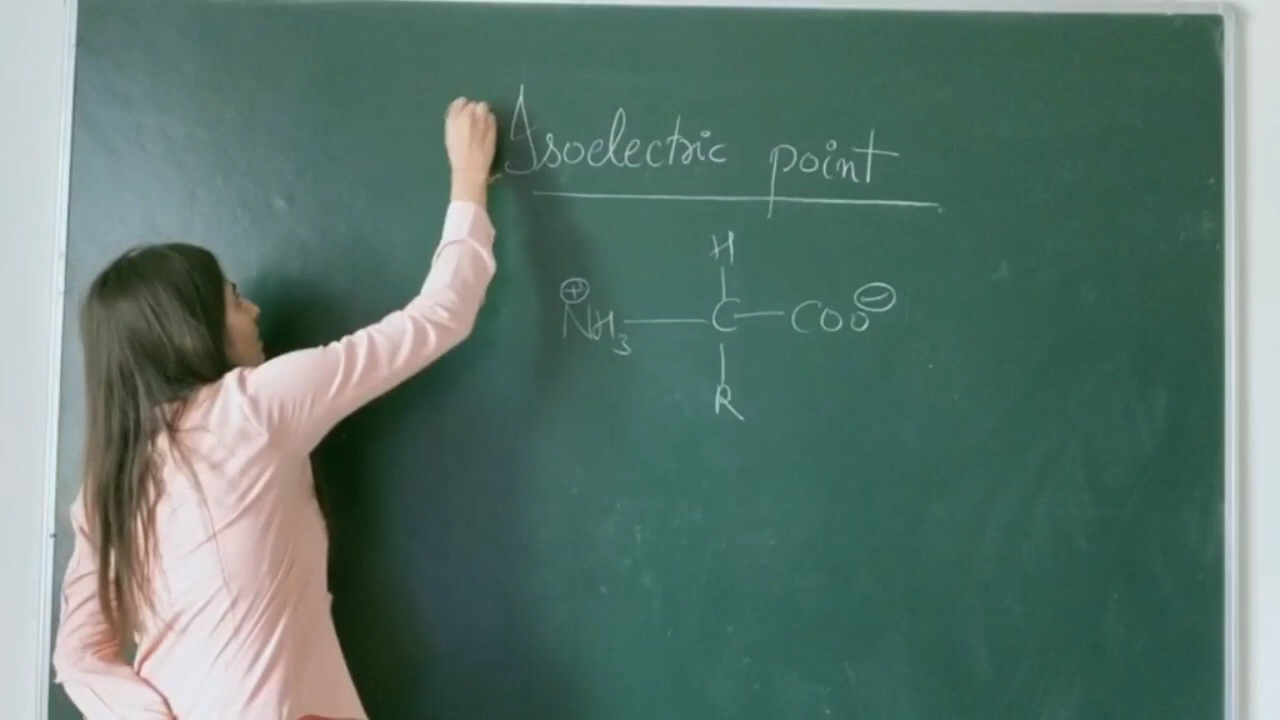 Isoelectric point
H
⊕
NH₃ — C — COO⊖
R